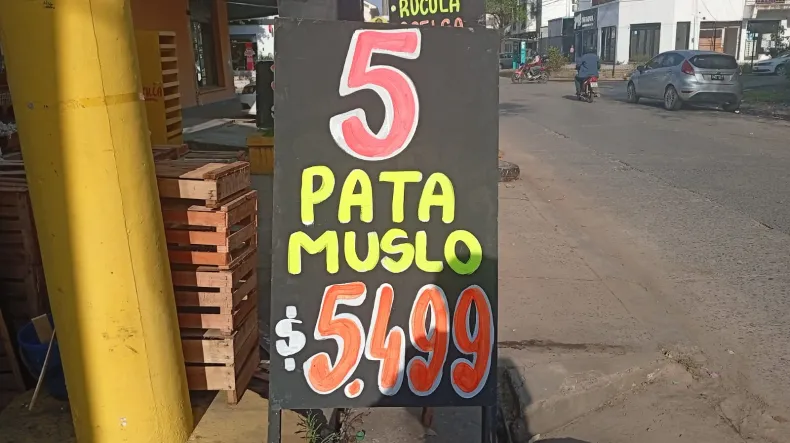 • RUCULA
5
PATA
MUSLO
$5.499